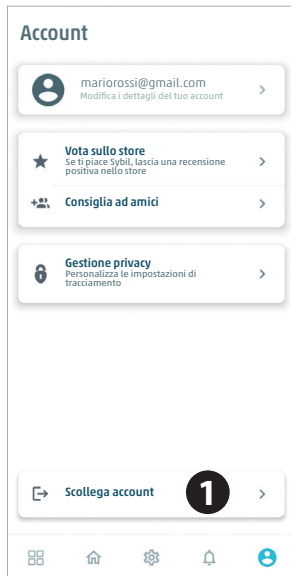 Account
mariorossi@gmail.com
Modifica i dettagli del tuo account
Vota sullo store
Se ti piace Sybil, lascia una recensione
positiva nello store
Consiglia ad amici
Gestione privacy
Personalizza le impostazioni di
tracciamento
Scollega account
1